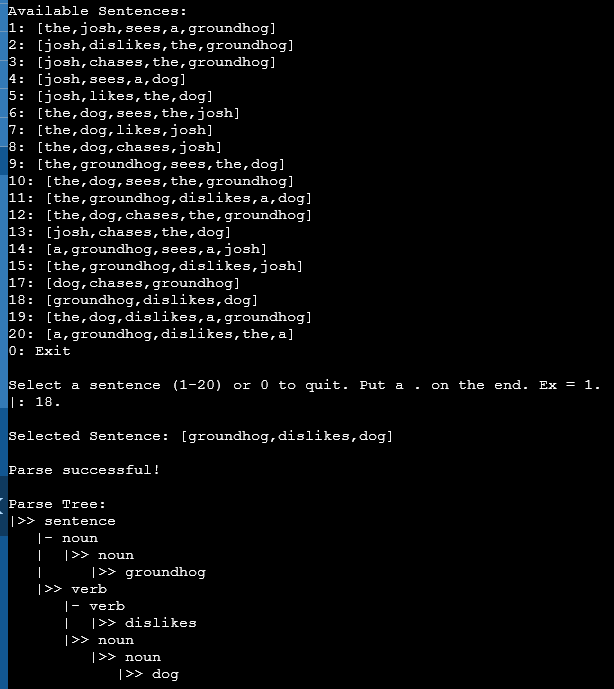 Available Sentences:
1: [the,josh,sees,a,groundhog]
2: [josh,dislikes,the,groundhog]
3: [josh,chases,the,groundhog]
4: [josh,sees,a,dog]
5: [josh,likes,the,dog]
6: [the,dog,sees,the,josh]
7: [the,dog,likes,josh]
8: [the,dog,chases,josh]
9: [the,groundhog,sees,the,dog]
10: [the,dog,sees,the,groundhog]
11: [the,groundhog,dislikes,a,dog]
12: [the,dog,chases,the,groundhog]
13: [josh,chases,the,dog]
14: [a,groundhog,sees,a,josh]
15: [the,groundhog,dislikes,josh]
17: [dog,chases,groundhog]
18: [groundhog,dislikes,dog]
19: [the,dog,dislikes,a,groundhog]
20: [a,groundhog,dislikes,the,a]
0: Exit

Select a sentence (1-20) or 0 to quit. Put a . on the end. Ex = 1.
|: 18.

Selected Sentence: [groundhog,dislikes,dog]

Parse successful!

Parse Tree:
|>> sentence
   |- noun
   |  |>> noun
   |     |>> groundhog
   |>> verb
      |- verb
      |  |>> dislikes
      |>> noun
         |>> noun
            |>> dog